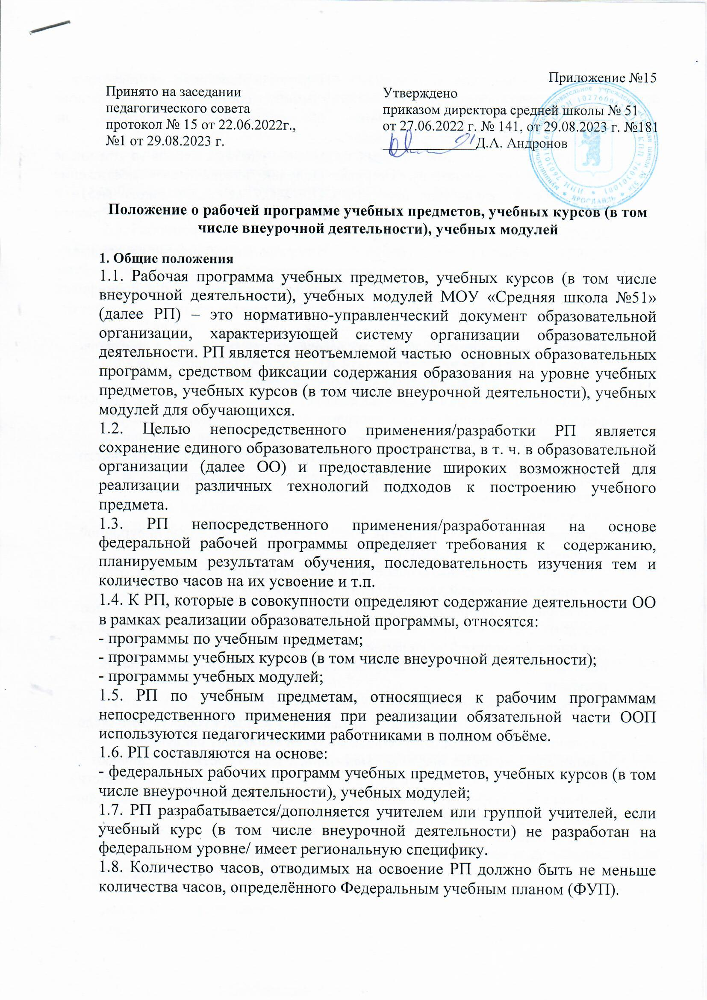 Приложение №15
Принято на заседании
педагогического совета
протокол № 15 от 22.06.2022г.,
№1 от 29.08.2023 г.
Утверждено
приказом директора средней школы № 51
от 27.06.2022 г. № 141, от 29.08.2023 г. №181
Д.А. Андронов
ЯРОСЛАВЛЬ
Положение о рабочей программе учебных предметов, учебных курсов (в том
числе внеурочной деятельности), учебных модулей
1. Общие положения
1.1. Рабочая программа учебных предметов, учебных курсов (в том числе
внеурочной деятельности), учебных модулей МОУ «Средняя школа №51»
(далее РП) – это нормативно-управленческий документ образовательной
организации, характеризующей систему организации образовательной
деятельности. РП является неотъемлемой частью основных образовательных
программ, средством фиксации содержания образования на уровне учебных
предметов, учебных курсов (в том числе внеурочной деятельности), учебных
модулей для обучающихся.
1.2. Целью непосредственного применения/разработки РП является
сохранение единого образовательного пространства, в т. ч. в образовательной
организации (далее ОО) и предоставление широких возможностей для
реализации различных технологий подходов к построению учебного
предмета.
1.3. РП непосредственного применения/разработанная на основе
федеральной рабочей программы определяет требования к содержанию,
планируемым результатам обучения, последовательность изучения тем и
количество часов на их усвоение и т.п.
1.4. К РП, которые в совокупности определяют содержание деятельности ОО
в рамках реализации образовательной программы, относятся:
- программы по учебным предметам;
- программы учебных курсов (в том числе внеурочной деятельности);
- программы учебных модулей;
1.5. РП по учебным предметам, относящиеся к рабочим программам
непосредственного применения при реализации обязательной части ООП
используются педагогическими работниками в полном объёме.
1.6. РП составляются на основе:
- федеральных рабочих программ учебных предметов, учебных курсов (в том
числе внеурочной деятельности), учебных модулей;
1.7. РП разрабатывается/дополняется учителем или группой учителей, если
учебный курс (в том числе внеурочной деятельности) не разработан на
федеральном уровне/ имеет региональную специфику.
1.8. Количество часов, отводимых на освоение РП должно быть не меньше
количества часов, определённого Федеральным учебным планом (ФУП).